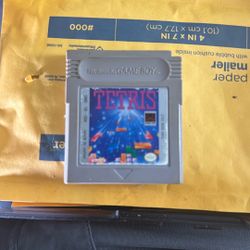 #000
4 X 7 IN
(10.1 cm x 17.7 cm)
paper
mailer
with bubble cushion inside
Nintendo GAME BOY
TETRIS